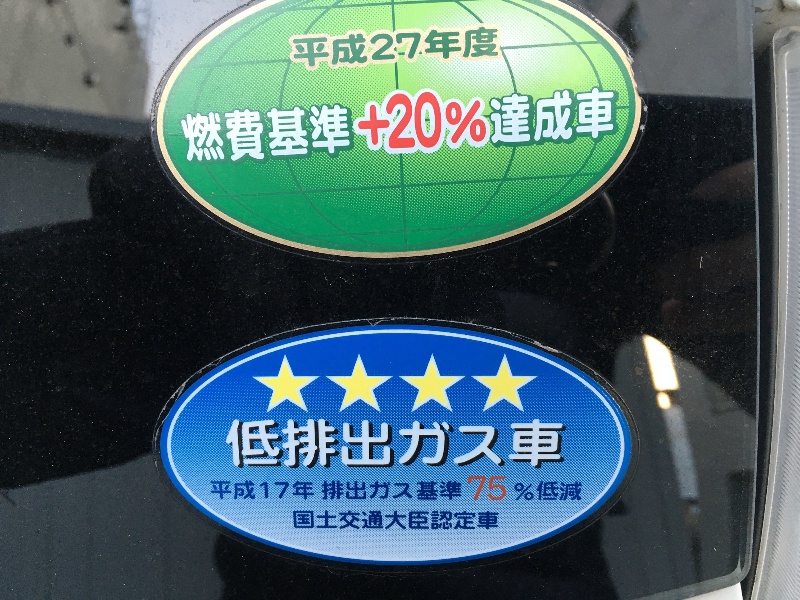 平成27年度
燃費基準+20%達成車
★★★★
低排出ガス車
平成17年 排出ガス基準 75 %低減
国土交通大臣認定車